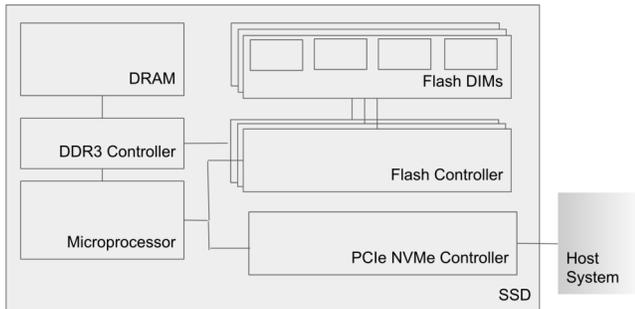 DRAM
Flash DIMs
DDR3 Controller
Flash Controller
Microprocessor
PCIe NVMe Controller
Host
System
SSD